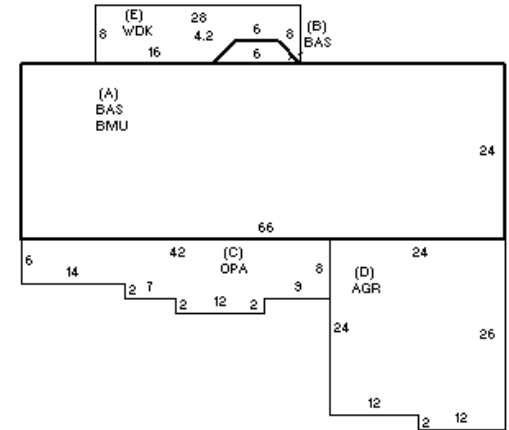 (E) 28 (B)
8 WDK 4.2 6 8 BAS
16 6
(A)
BAS
BMU
24
66
6 14 42 (C) 8 24
OPA (D)
2 7 9 AGR
2 12 2
24 26
12
2 12